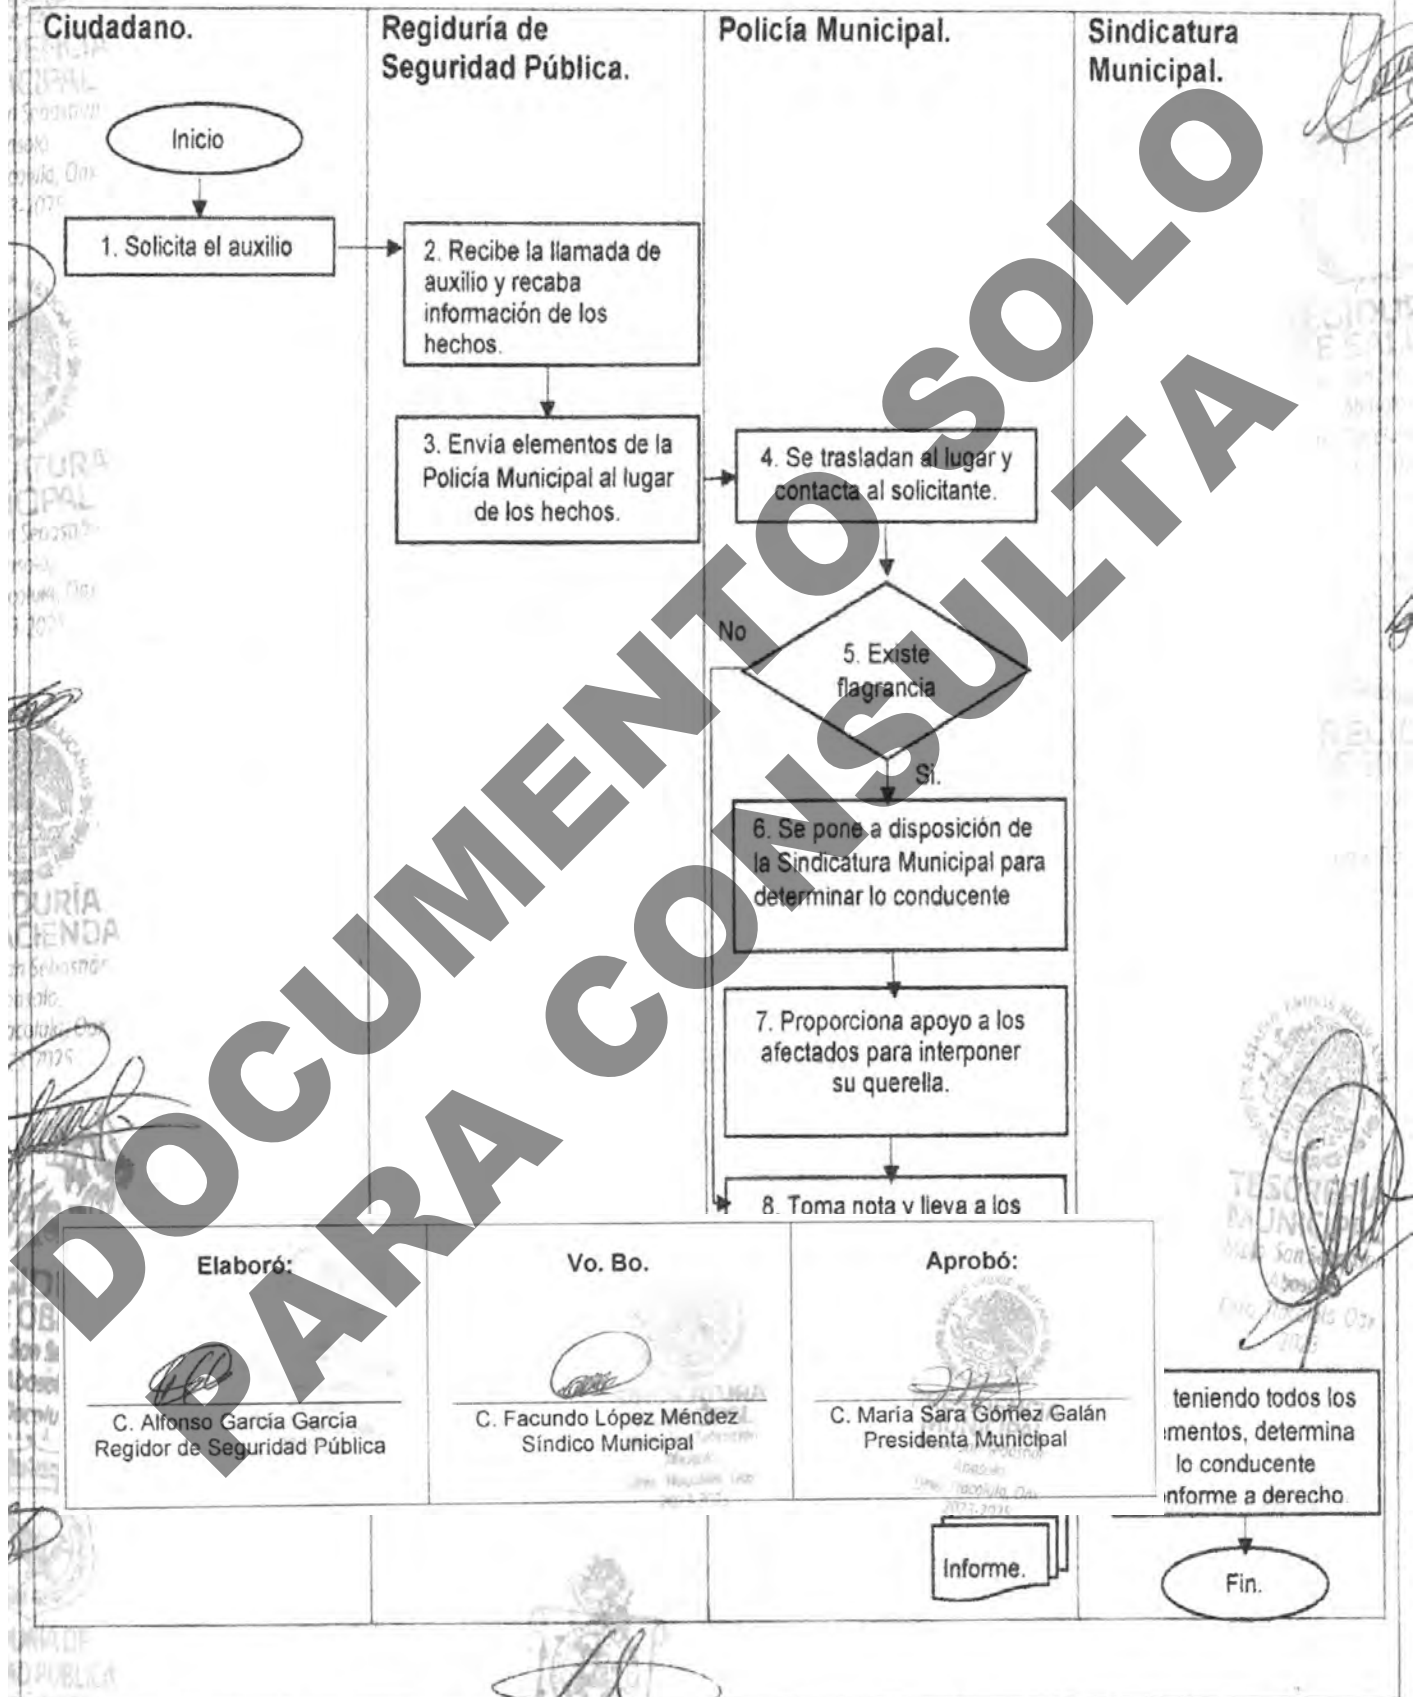 Ciudadano.
Regiduría de
Seguridad Pública.
Policía Municipal.
Sindicatura
Municipal.
Inicio
1. Solicita el auxilio
2. Recibe la llamada de
auxilio y recaba
información de los
hechos.
3. Envía elementos de la
Policía Municipal al lugar
de los hechos.
4. Se trasladan al lugar y
contacta al solicitante.
No
5. Existe
flagrancia
Si.
6. Se pone a disposición de
la Sindicatura Municipal para
determinar lo conducente
7. Proporciona apoyo a los
afectados para interponer
su querella.
8. Toma nota y lleva a los
teniendo todos los
ementos, determina
lo conducente
nforme a derecho.
Informe.
Fin.
Elaboró:
C. Alfonso García Garcia
Regidor de Seguridad Pública
Vo. Bo.
C. Facundo López Méndez
Síndico Municipal
Aprobó:
C. María Sara Gómez Galán
Presidenta Municipal
DOCUMENTO SOLO
PARA CONSULTA